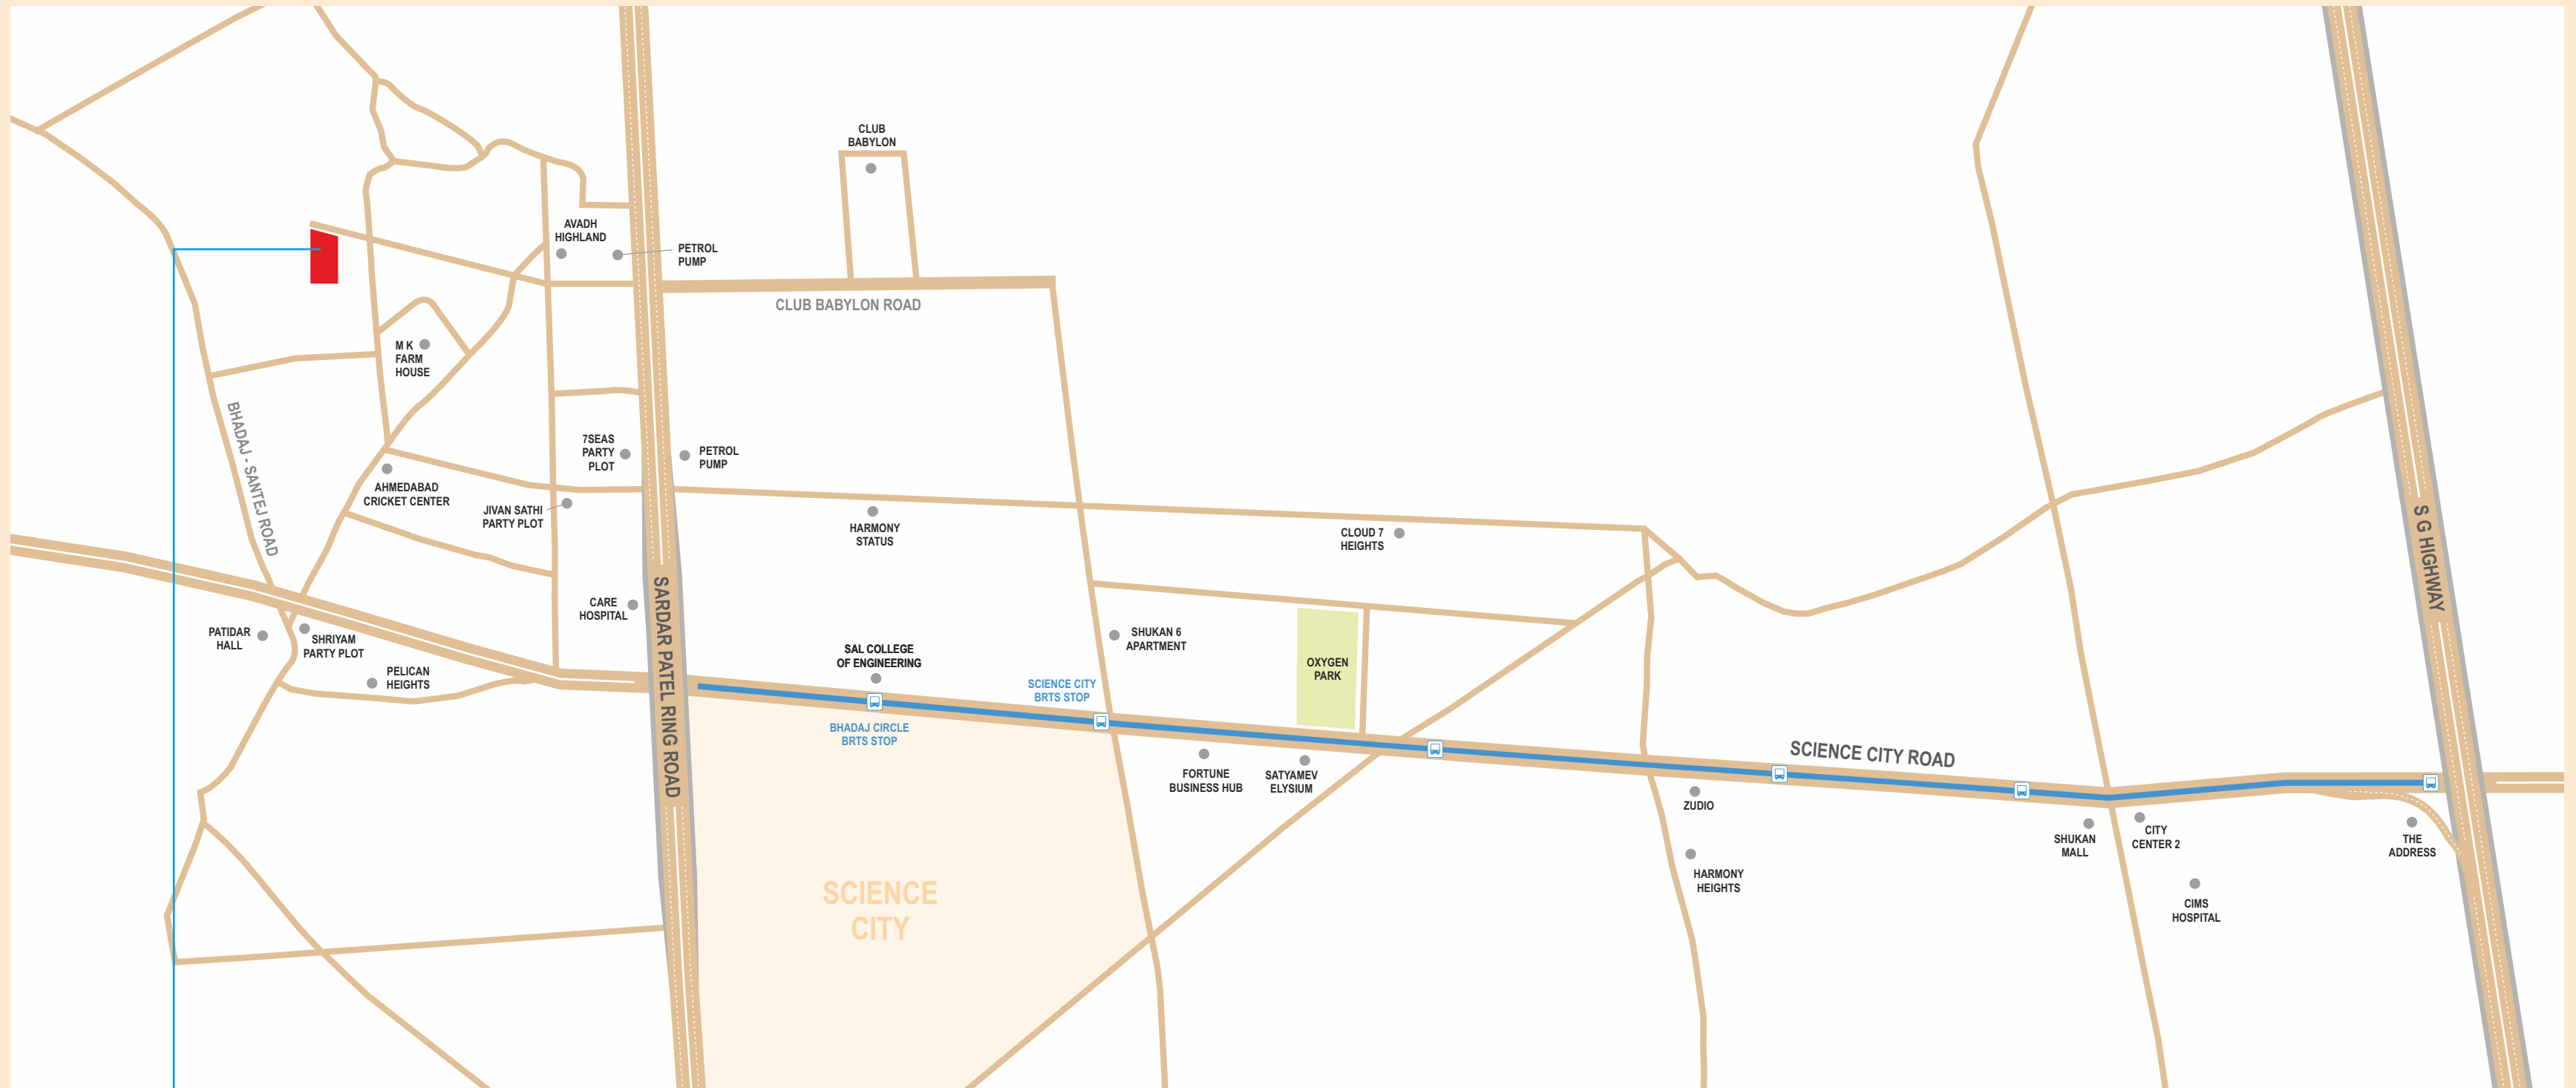 CLUB
BABYLON
AVADH
HIGHLAND
PETROL
PUMP
CLUB BABYLON ROAD
M K
FARM
HOUSE
BHADAJ - SANTEJ ROAD
7SEAS
PARTY
PLOT
PETROL
PUMP
AHMEDABAD
CRICKET CENTER
JIVAN SATHI
PARTY PLOT
HARMONY
STATUS
CLOUD 7
HEIGHTS
S G HIGHWAY
SARDAR PATEL RING ROAD
CARE
HOSPITAL
PATIDAR
HALL
SHRIYAM
PARTY PLOT
PELICAN
HEIGHTS
SAL COLLEGE
OF ENGINEERING
SHUKAN 6
APARTMENT
OXYGEN
PARK
SCIENCE CITY
BRTS STOP
BHADAJ CIRCLE
BRTS STOP
SCIENCE CITY ROAD
FORTUNE
BUSINESS HUB
SATYAMEV
ELYSIUM
ZUDIO
HARMONY
HEIGHTS
SHUKAN
MALL
CITY
CENTER 2
THE
ADDRESS
CIMS
HOSPITAL
SCIENCE
CITY